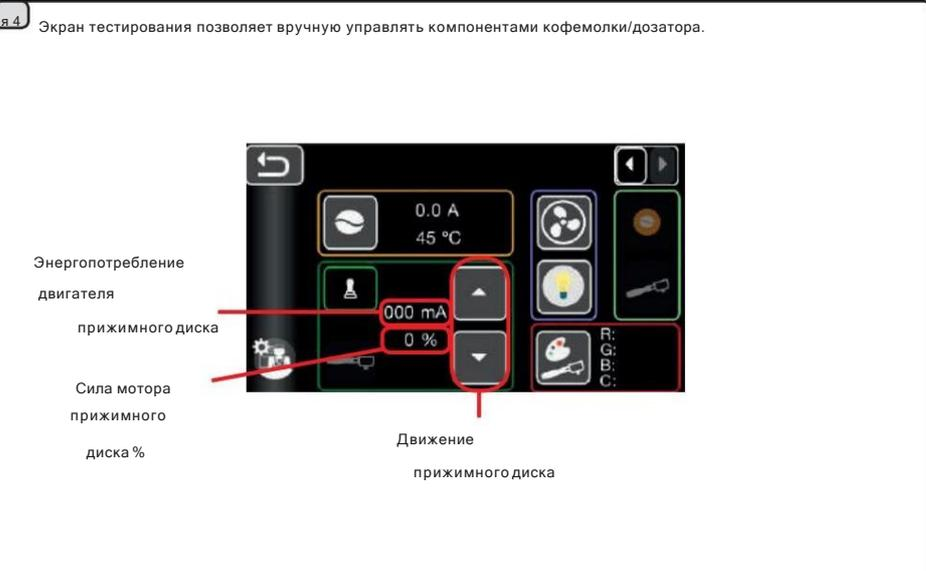 я 4
Экран тестирования позволяет вручную управлять компонентами кофемолки/дозатора.
0.0 A
45 °C
Энергопотребление
двигателя
прижимного диска
000 mA
0 %
R:
G:
B:
C:
Сила мотора
прижимного
диска %
Движение
прижимного диска